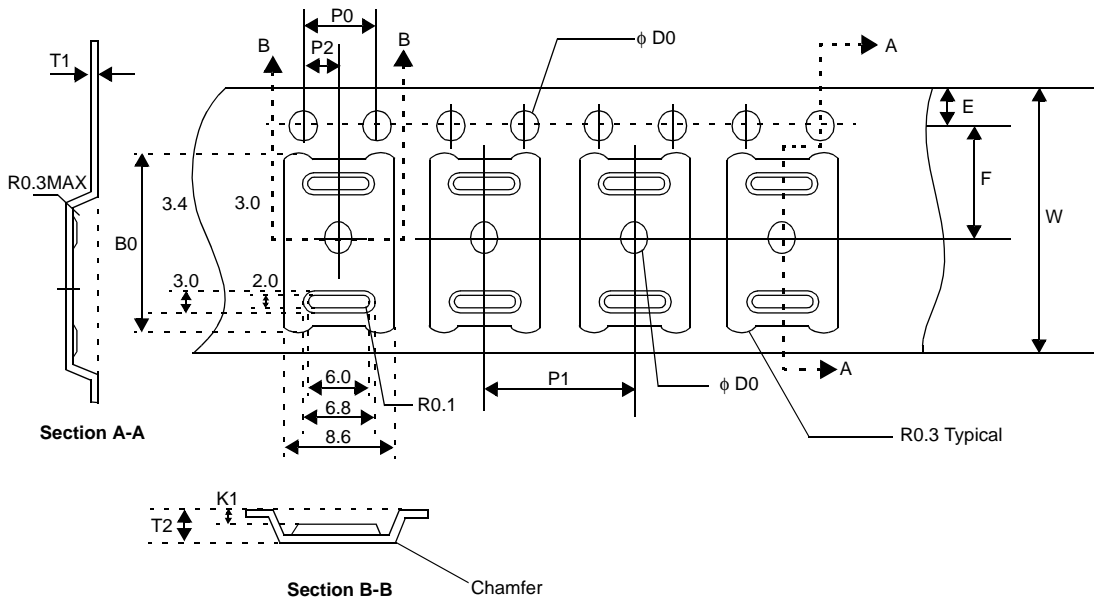 P0
B
B
φ D0
A
P2
T1
E
R0.3MAX
F
3.4
3.0
W
B0
3.0
2.0
P1
A
6.0
φ D0
R0.1
6.8
Section A-A
8.6
R0.3 Typical
K1
T2
Chamfer
Section B-B